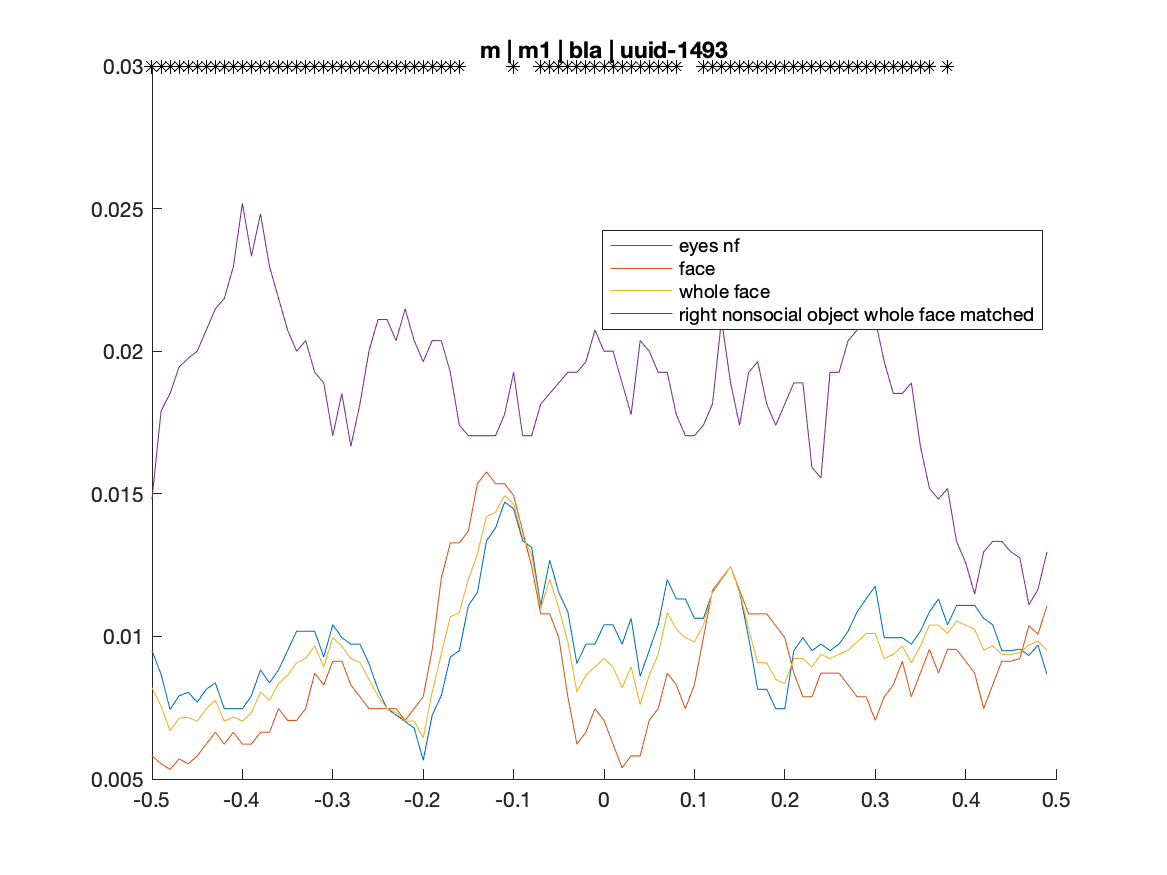 m | m1 | bla | uuid-1493
0.03
0.025
0.02
0.015
0.01
0.005
eyes nf
face
whole face
right nonsocial object whole face matched
-0.5 -0.4 -0.3 -0.2 -0.1 0 0.1 0.2 0.3 0.4 0.5